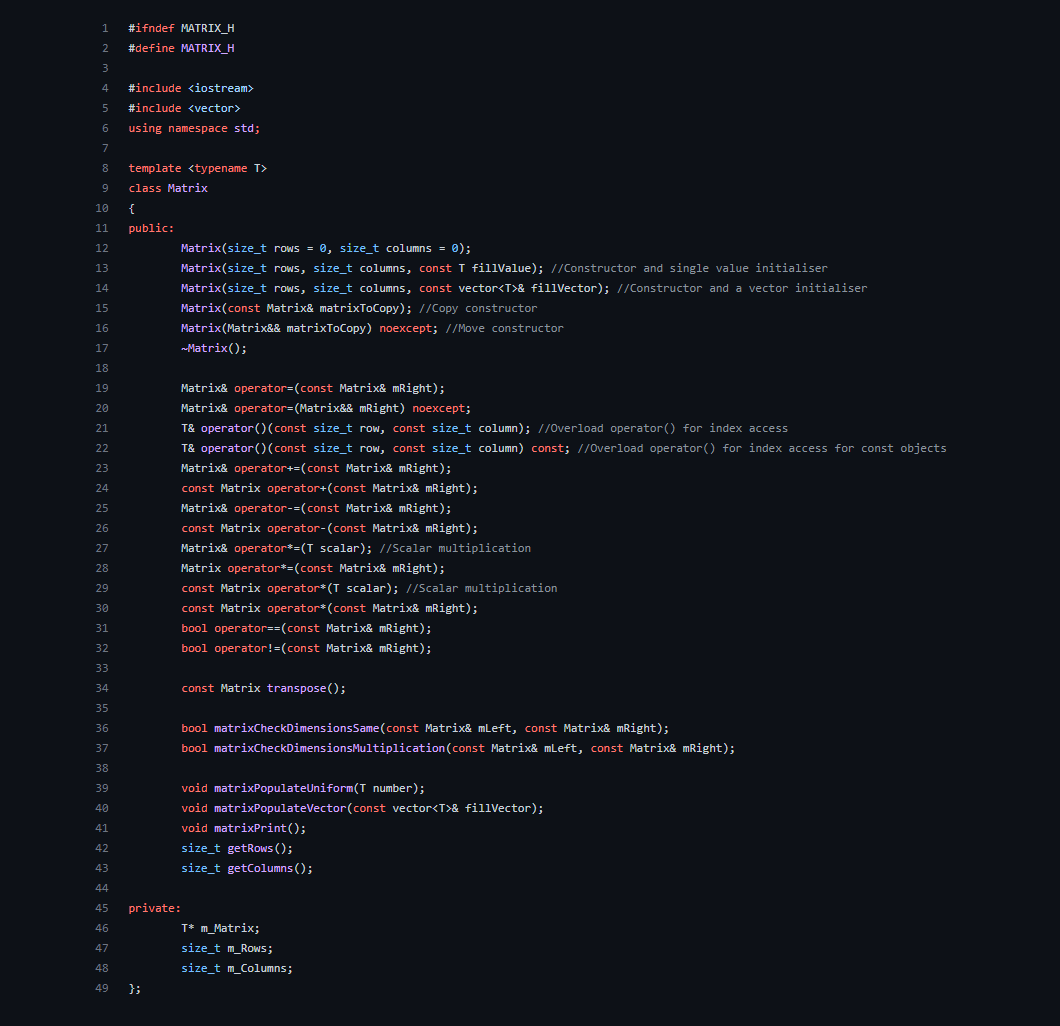 1 #ifndef MATRIX_H
2 #define MATRIX_H
3
4 #include <iostream>
5 #include <vector>
6 using namespace std;
7
8 template <typename T>
9 class Matrix
10 {
11 public:
12 Matrix(size_t rows = 0, size_t columns = 0);
13 Matrix(size_t rows, size_t columns, const T fillValue); //Constructor and single value initialiser
14 Matrix(size_t rows, size_t columns, const vector<T>& fillVector); //Constructor and a vector initialiser
15 Matrix(const Matrix& matrixToCopy); //Copy constructor
16 Matrix(Matrix&& matrixToCopy) noexcept; //Move constructor
17 ~Matrix();
18
19 Matrix& operator=(const Matrix& mRight);
20 Matrix& operator=(Matrix&& mRight) noexcept;
21 T& operator()(const size_t row, const size_t column); //Overload operator() for index access
22 T& operator()(const size_t row, const size_t column) const; //Overload operator() for index access for const objects
23 Matrix& operator+=(const Matrix& mRight);
24 const Matrix operator+(const Matrix& mRight);
25 Matrix& operator-=(const Matrix& mRight);
26 const Matrix operator-(const Matrix& mRight);
27 Matrix& operator*=(T scalar); //Scalar multiplication
28 Matrix operator*=(const Matrix& mRight);
29 const Matrix operator*(T scalar); //Scalar multiplication
30 const Matrix operator*(const Matrix& mRight);
31 bool operator==(const Matrix& mRight);
32 bool operator!=(const Matrix& mRight);
33
34 const Matrix transpose();
35
36 bool matrixCheckDimensionsSame(const Matrix& mLeft, const Matrix& mRight);
37 bool matrixCheckDimensionsMultiplication(const Matrix& mLeft, const Matrix& mRight);
38
39 void matrixPopulateUniform(T number);
40 void matrixPopulateVector(const vector<T>& fillVector);
41 void matrixPrint();
42 size_t getRows();
43 size_t getColumns();
44
45 private:
46 T* m_Matrix;
47 size_t m_Rows;
48 size_t m_Columns;
49 };